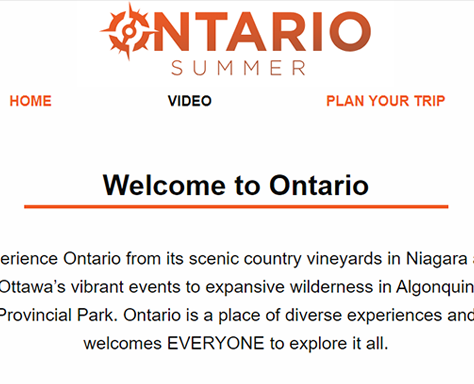 ONTARIO
SUMMER
HOME VIDEO PLAN YOUR TRIP
Welcome to Ontario
erience Ontario from its scenic country vineyards in Niagara
Ottawa’s vibrant events to expansive wilderness in Algonquin
Provincial Park. Ontario is a place of diverse experiences and
welcomes EVERYONE to explore it all.